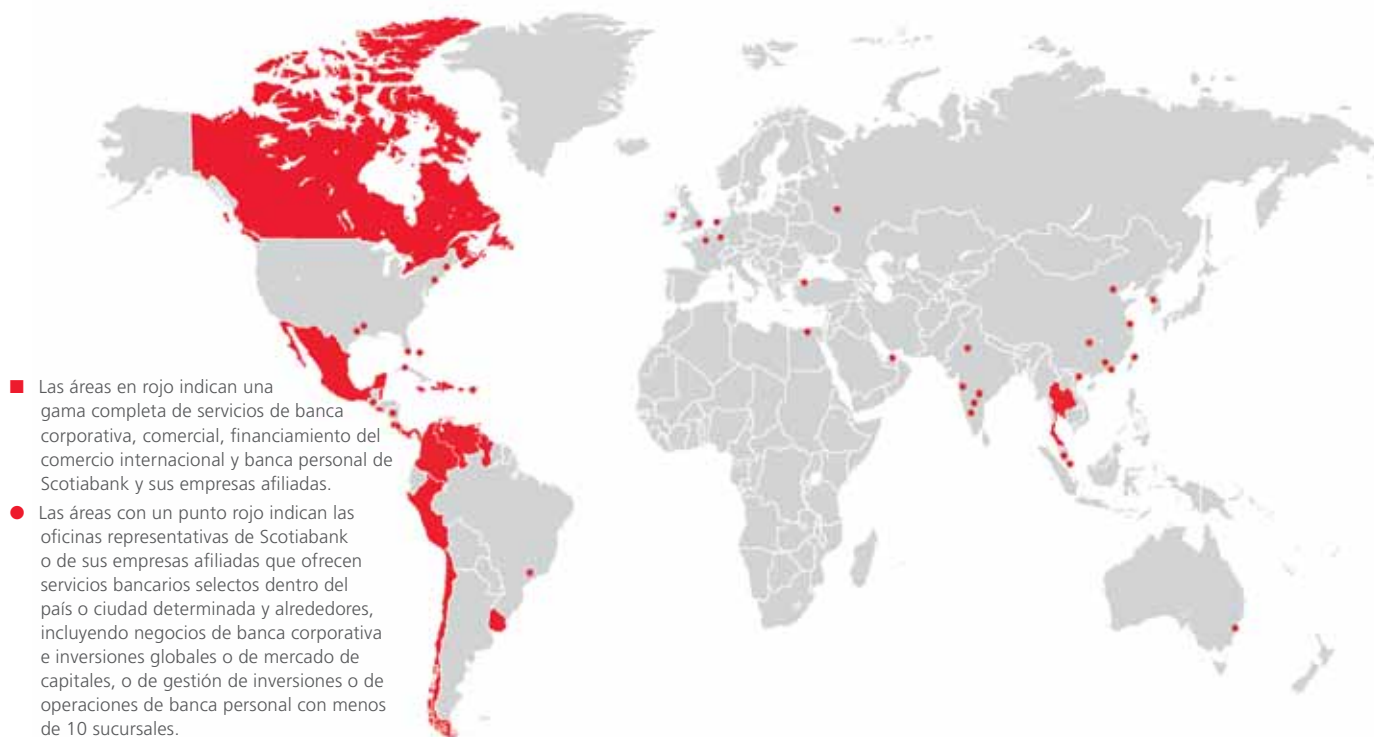 Las áreas en rojo indican una
gama completa de servicios de banca
corporativa, comercial, financiamiento del
comercio internacional y banca personal de
Scotiabank y sus empresas afiliadas.
Las áreas con un punto rojo indican las
oficinas representativas de Scotiabank
o de sus empresas afiliadas que ofrecen
servicios bancarios selectos dentro del
país o ciudad determinada y alrededores,
incluyendo negocios de banca corporativa
e inversiones globales o de mercado de
capitales, o de gestión de inversiones o de
operaciones de banca personal con menos
de 10 sucursales.